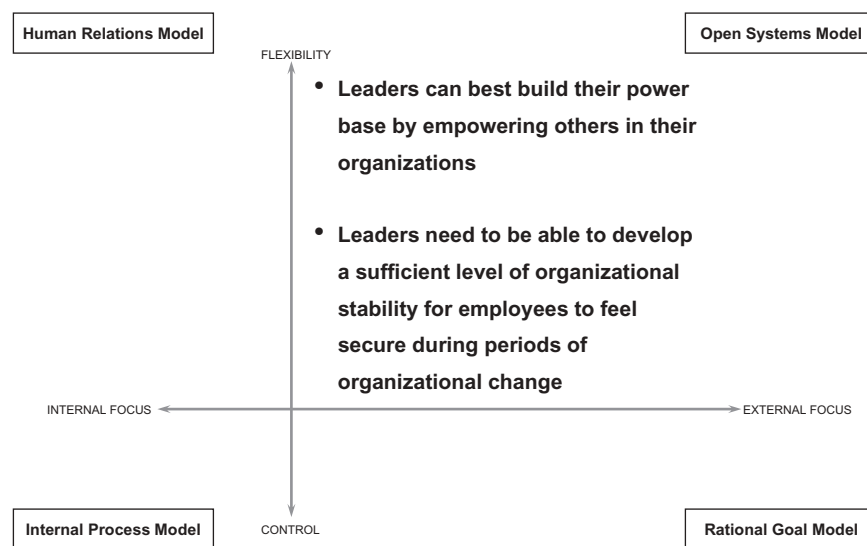 Human Relations Model
Open Systems Model
FLEXIBILITY
• Leaders can best build their power
base by empowering others in their
organizations
• Leaders need to be able to develop
a sufficient level of organizational
stability for employees to feel
secure during periods of
organizational change
INTERNAL FOCUS
EXTERNAL FOCUS
Internal Process Model
CONTROL
Rational Goal Model